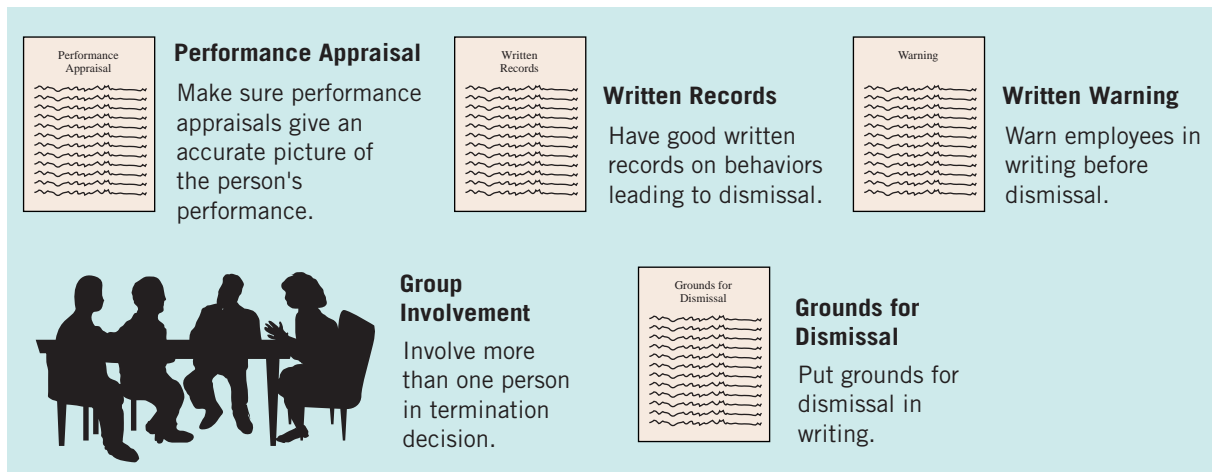 Performance
Appraisal
Performance Appraisal
Make sure performance
appraisals give an
accurate picture of
the person's
performance.
Written
Records
Written Records
Have good written
records on behaviors
leading to dismissal.
Warning
Written Warning
Warn employees in
writing before
dismissal.
Group
Involvement
Involve more
than one person
in termination
decision.
Grounds for
Dismissal
Grounds for
Dismissal
Put grounds for
dismissal in
writing.